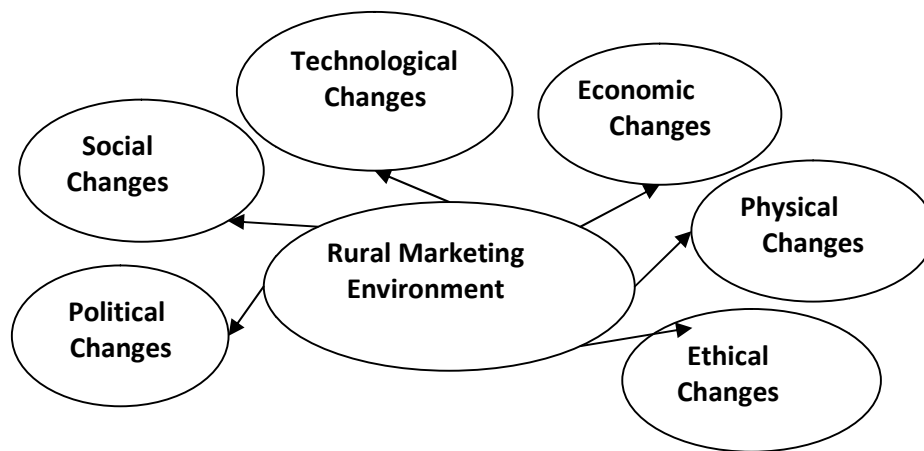 Technological
Changes
Economic
Changes
Social
Changes
Physical
Changes
Rural Marketing
Environment
Political
Changes
Ethical
Changes